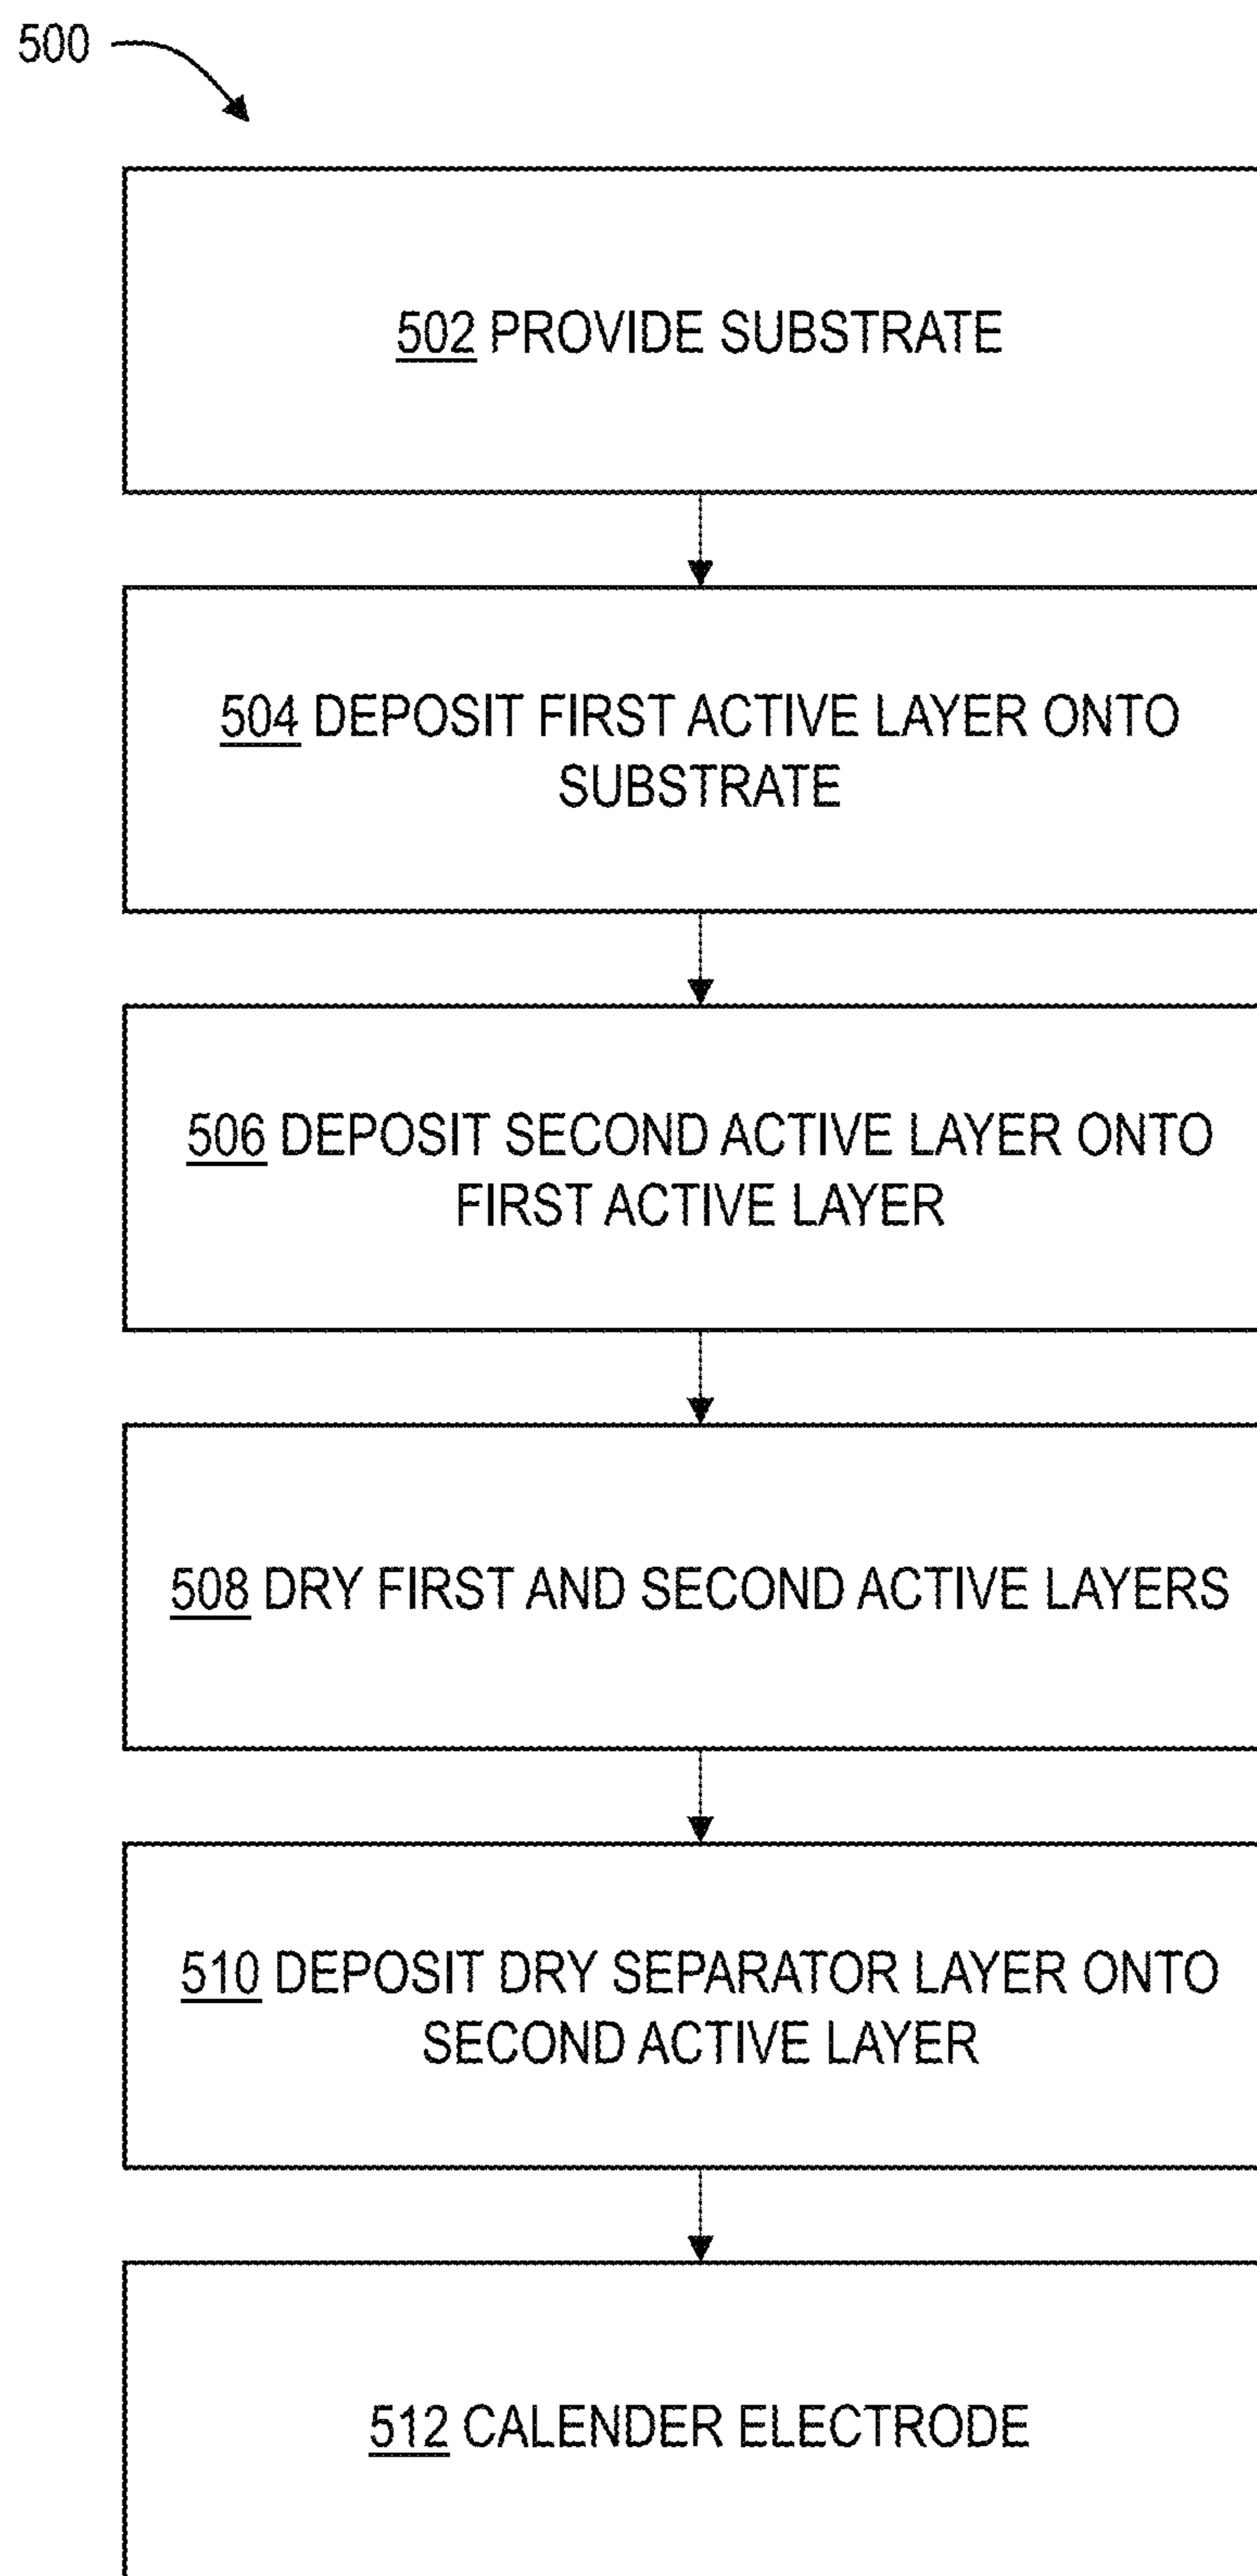 500
502 PROVIDE SUBSTRATE
504 DEPOSIT FIRST ACTIVE LAYER ONTO
SUBSTRATE
506 DEPOSIT SECOND ACTIVE LAYER ONTO
FIRST ACTIVE LAYER
508 DRY FIRST AND SECOND ACTIVE LAYERS
510 DEPOSIT DRY SEPARATOR LAYER ONTO
SECOND ACTIVE LAYER
512 CALENDER ELECTRODE